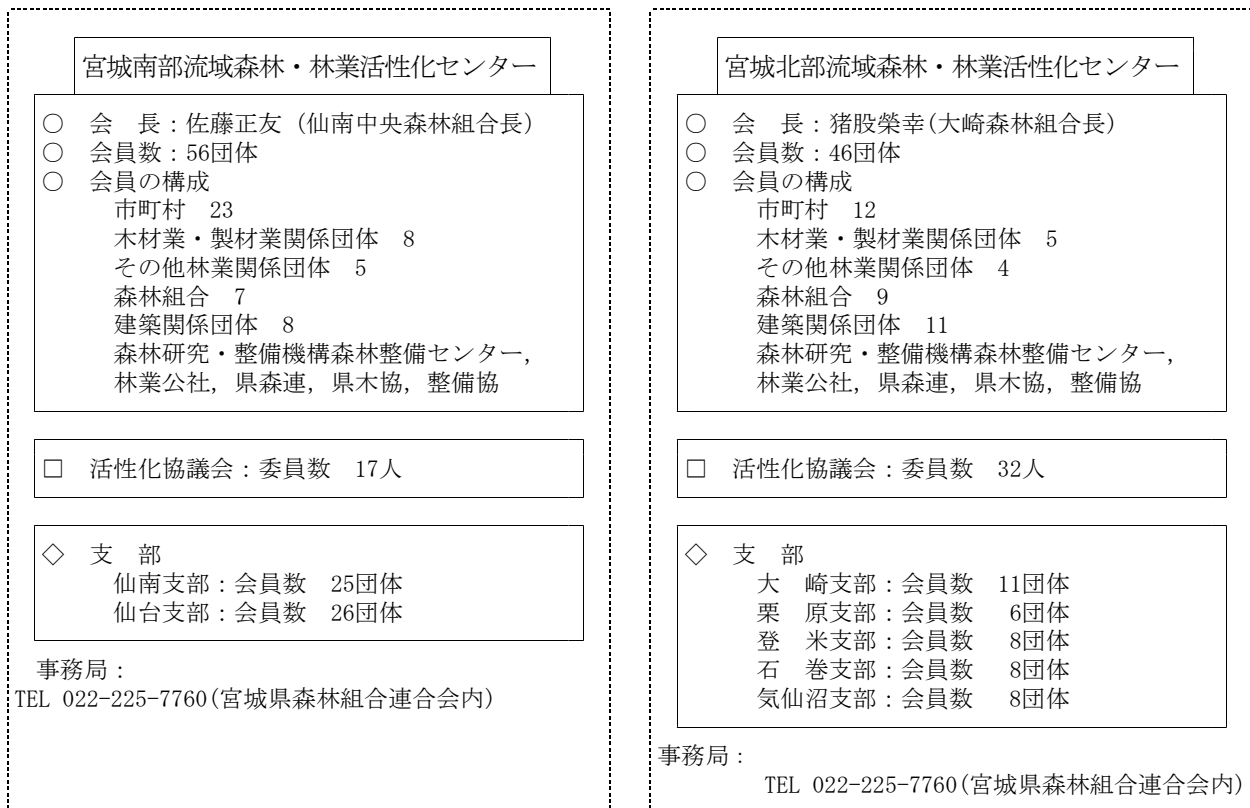 宮城南部流域森林・林業活性化センター
○　会　長：佐藤正友（仙南中央森林組合長）
○　会員数：56団体
○　会員の構成
市町村　23
木材業・製材業関係団体　8
その他林業関係団体　5
森林組合　7
建築関係団体　8
森林研究・整備機構森林整備センター，
林業公社，県森連，県木協，整備協
□　活性化協議会：委員数　17人
◇　支　部
仙南支部：会員数　25団体
仙台支部：会員数　26団体
事務局：
TEL 022-225-7760(宮城県森林組合連合会内)
宮城北部流域森林・林業活性化センター
○　会　長：猪股榮幸(大崎森林組合長)
○　会員数：46団体
○　会員の構成
市町村　12
木材業・製材業関係団体　5
その他林業関係団体　4
森林組合　9
建築関係団体　11
森林研究・整備機構森林整備センター，
林業公社，県森連，県木協，整備協
□　活性化協議会：委員数　32人
◇　支　部
大　崎支部：会員数　11団体
栗　原支部：会員数　6団体
登　米支部：会員数　8団体
石　巻支部：会員数　8団体
気仙沼支部：会員数　8団体
事務局：
TEL 022-225-7760(宮城県森林組合連合会内)